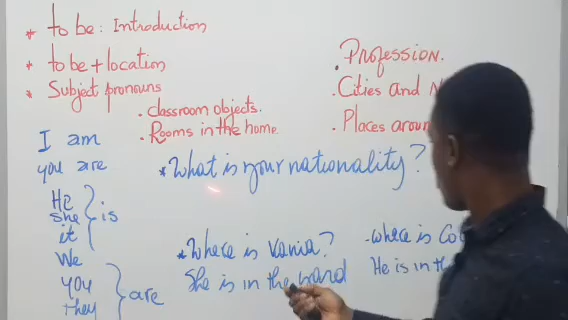 * to be: Introduction
* to be + location
* Subject pronouns
. classroom objects.
. Rooms in the home.
. Profession.
. Cities and
. Places
I am
you are
He
she } is
it
We
you
they } are
* What is your nationality?
* Where is Vania?
She is in the
. where is
He is in